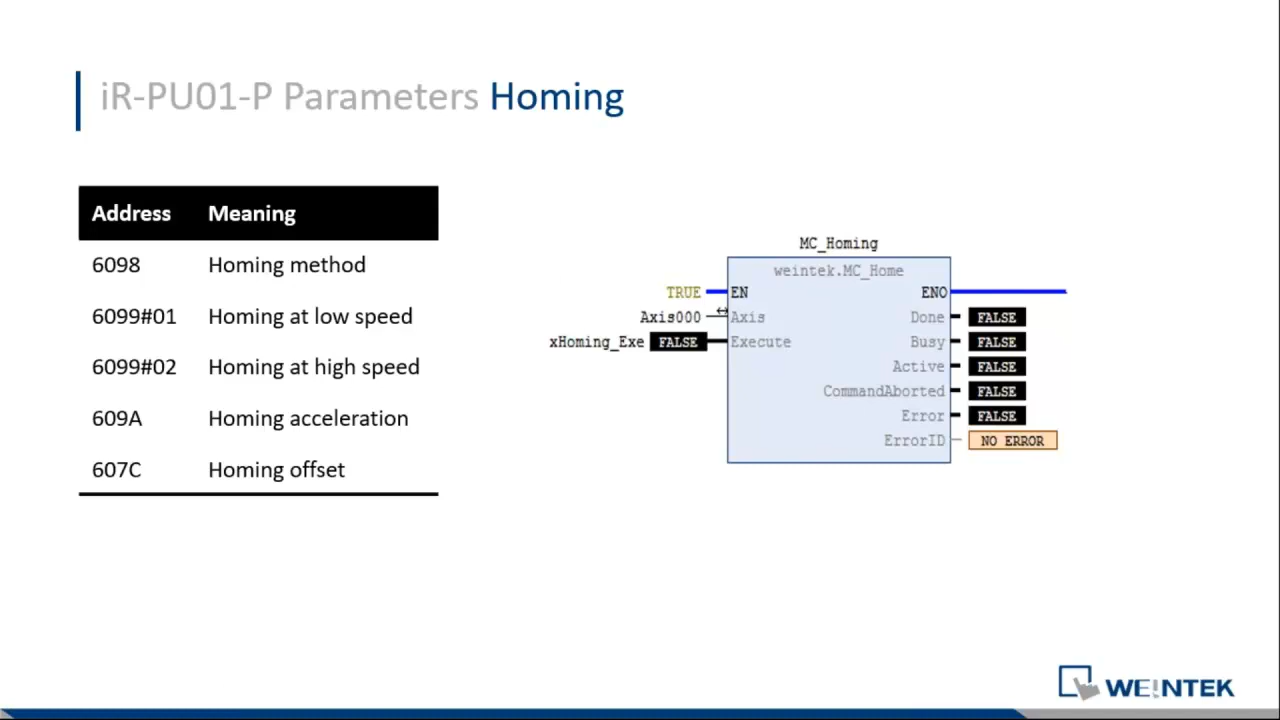 iR-PU01-P Parameters Homing
Address Meaning
6098 Homing method
6099#01 Homing at low speed
6099#02 Homing at high speed
609A Homing acceleration
607C Homing offset
MC_Homing
weintek.MC_Home
TRUE EN ENO
Axis000 Axis Done FALSE
xHoming_Exe FALSE Execute Busy FALSE
Active FALSE
CommandAborted FALSE
Error FALSE
ErrorID NO ERROR
WEINTEK